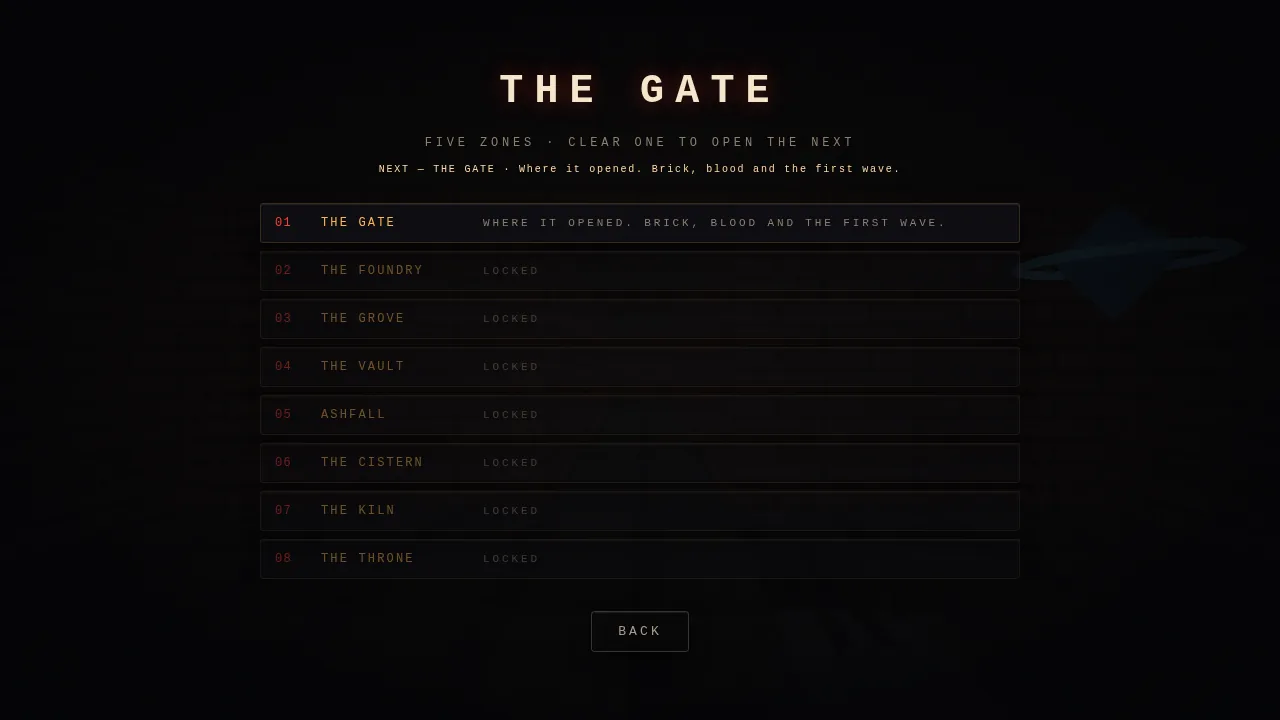 THE GATE
FIVE ZONES · CLEAR ONE TO OPEN THE NEXT
NEXT — THE GATE · Where it opened. Brick, blood and the first wave.
01 THE GATE WHERE IT OPENED. BRICK, BLOOD AND THE FIRST WAVE.
02 THE FOUNDRY LOCKED
03 THE GROVE LOCKED
04 THE VAULT LOCKED
05 ASHFALL LOCKED
06 THE CISTERN LOCKED
07 THE KILN LOCKED
08 THE THRONE LOCKED
BACK